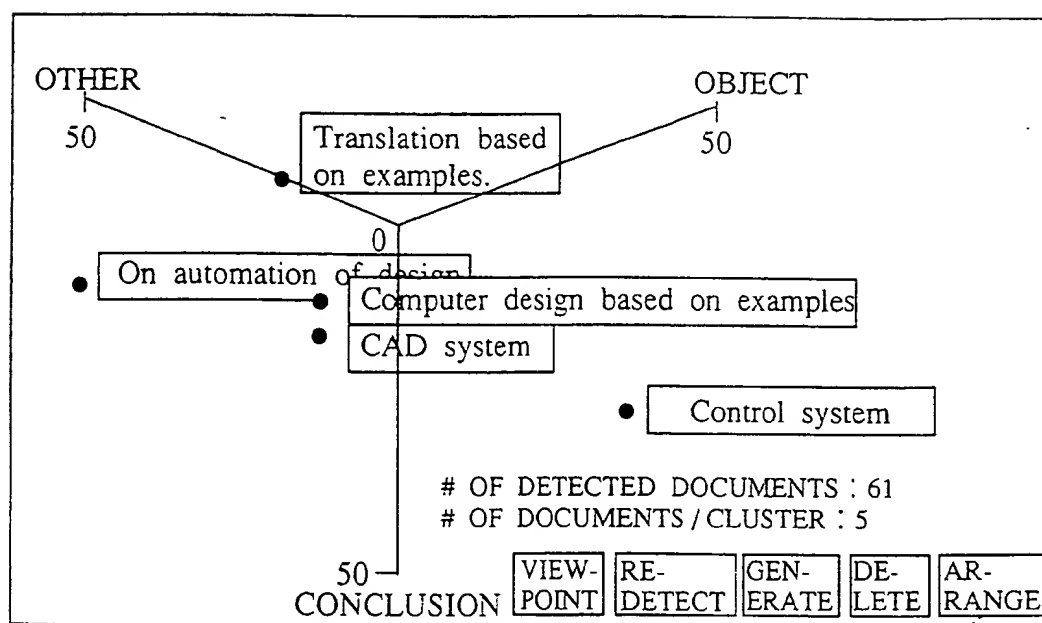 OTHER
OBJECT
50
50
Translation based
on examples.
0
On automation of design
Computer design based on examples
CAD system
Control system
# OF DETECTED DOCUMENTS : 61
# OF DOCUMENTS / CLUSTER : 5
50
CONCLUSION
VIEW-
POINT
RE-
DETECT
GEN-
ERATE
DE-
LETE
AR-
RANGE